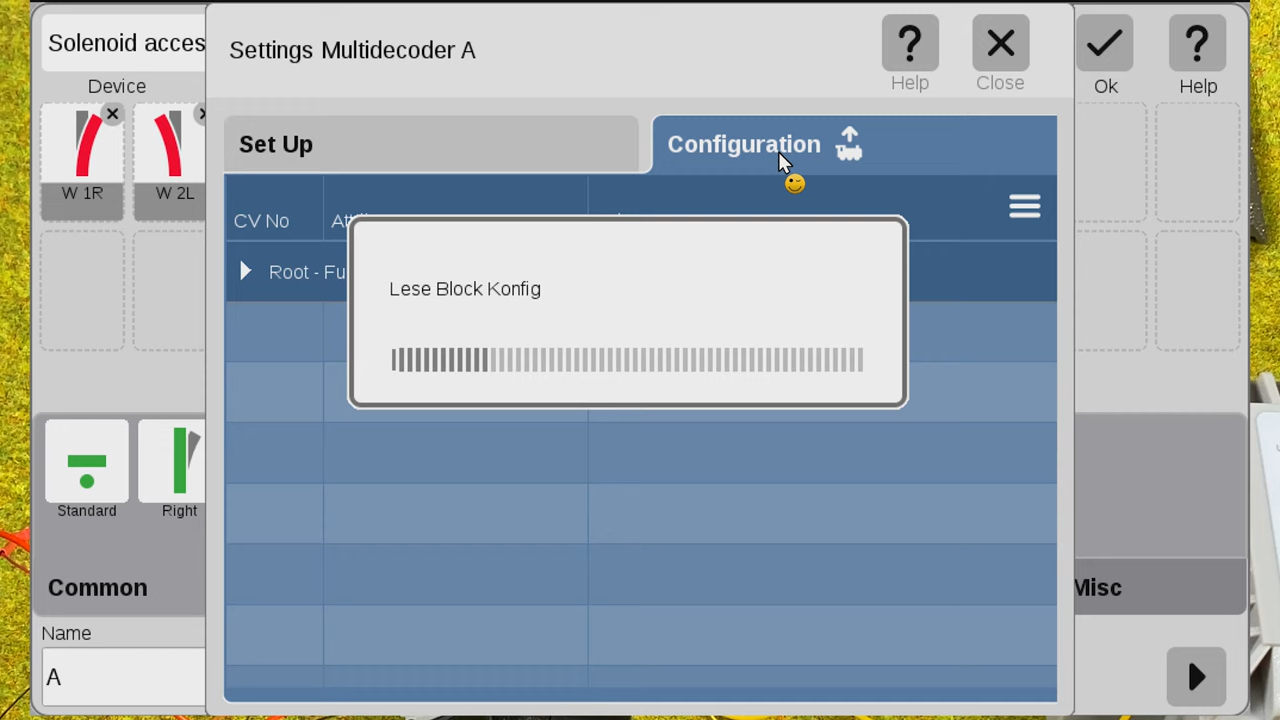 Solenoid acces
Settings Multidecoder A
?
Help
Close
Ok
?
Help
Device
W 1R
W 2L
Set Up
Configuration
CV No
Root - Fu
Lese Block Konfig
Standard
Right
Common
Misc
Name
A